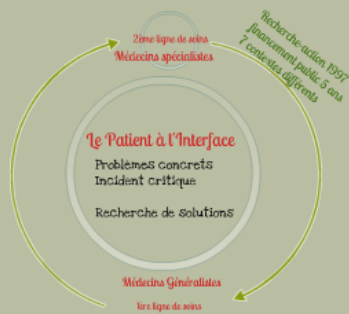 2ème ligne de soins
Médecins spécialistes
Recherche-action 1997
financement public 5 ans
7 contextes différents
Le Patient à l'Interface
Problèmes concrets
Incident critique
Recherche de solutions
Médecins Généralistes
1ère ligne de soins